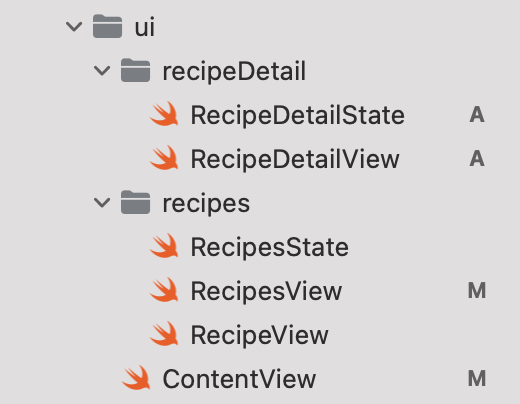 ui
recipeDetail
RecipeDetailState A
RecipeDetailView A
recipes
RecipesState
RecipesView M
RecipeView
ContentView M